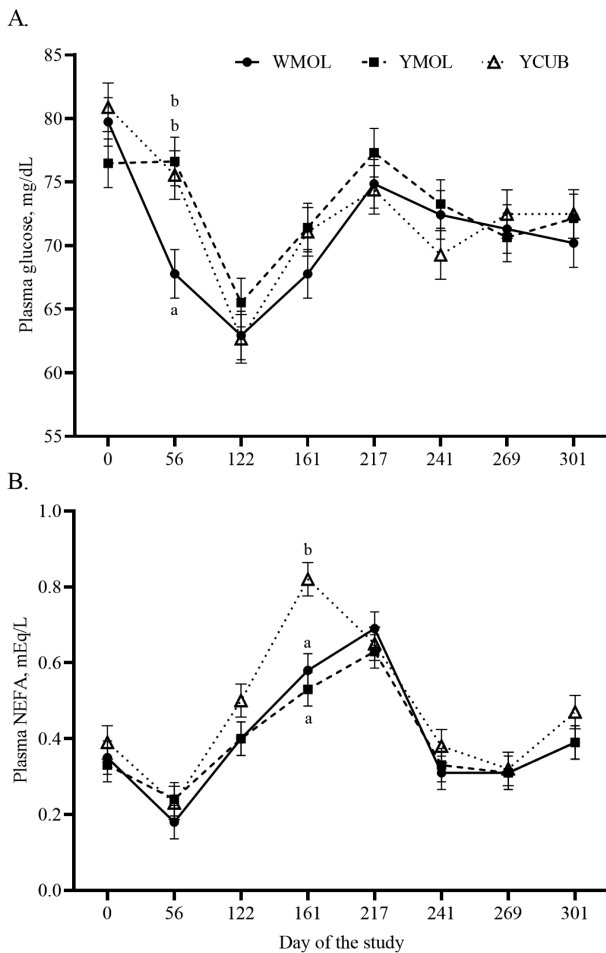 A.
WMOL YMOL YCUB
Plasma glucose, mg/dL
85
80
75
70
65
60
55
b
b
a
0 56 122 161 217 241 269 301
B.
Plasma NEFA, mEq/L
1.0
0.8
0.6
0.4
0.2
0.0
b
a
a
0 56 122 161 217 241 269 301
Day of the study